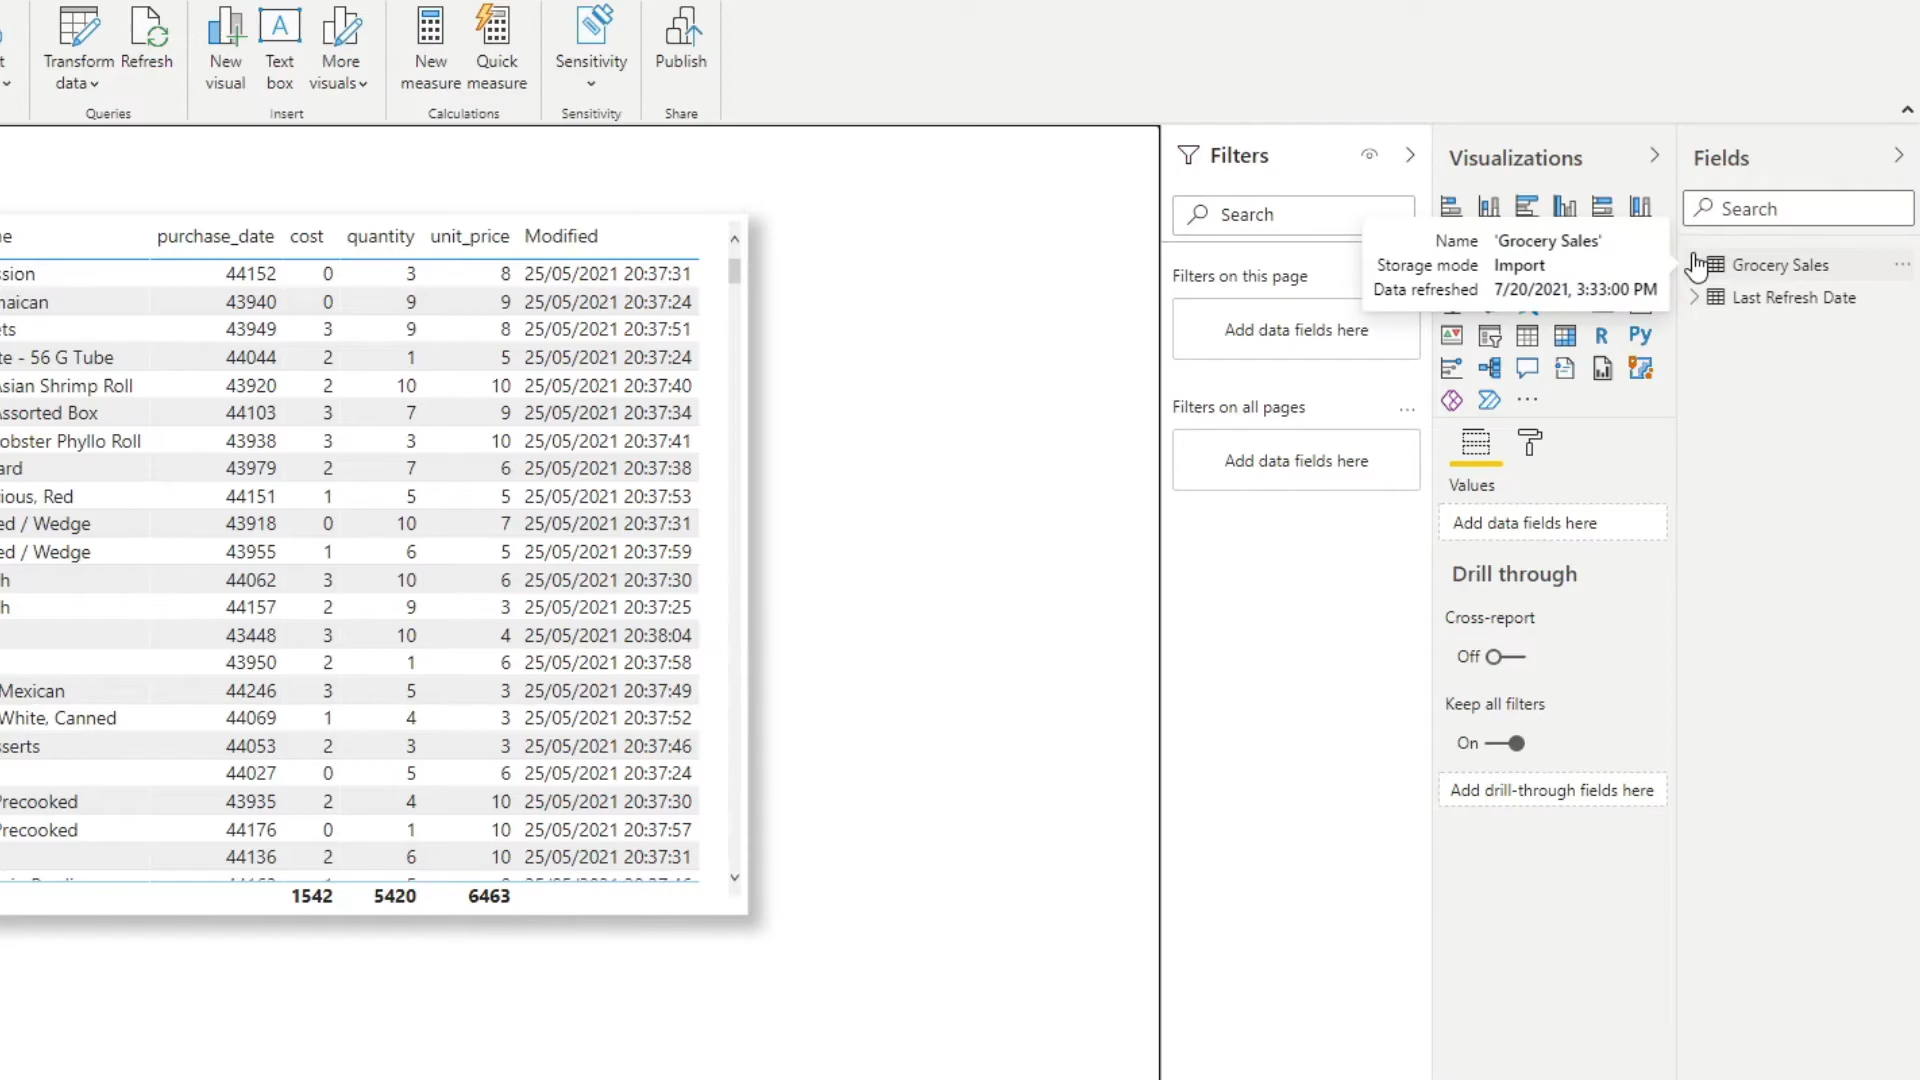 Transform
data
Refresh
Queries
New
visual
Text
box
More
visuals
Insert
New
measure
Quick
measure
Calculations
Sensitivity
Sensitivity
Publish
Share
e purchase_date cost quantity unit_price Modified
sion 44152 0 3 8 25/05/2021 20:37:31
maican 43940 0 9 9 25/05/2021 20:37:24
ets 43949 3 9 8 25/05/2021 20:37:51
te - 56 G Tube 44044 2 1 5 25/05/2021 20:37:24
Asian Shrimp Roll 43920 2 10 10 25/05/2021 20:37:40
Assorted Box 44103 3 7 9 25/05/2021 20:37:34
obster Phyllo Roll 43938 3 3 10 25/05/2021 20:37:41
ard 43979 2 7 6 25/05/2021 20:37:38
ious, Red 44151 1 5 5 25/05/2021 20:37:53
ed / Wedge 43918 0 10 7 25/05/2021 20:37:31
ed / Wedge 43955 1 6 5 25/05/2021 20:37:59
h 44062 3 10 6 25/05/2021 20:37:30
h 44157 2 9 3 25/05/2021 20:37:25
43448 3 10 4 25/05/2021 20:38:04
43950 2 1 6 25/05/2021 20:37:58
Mexican 44246 3 5 3 25/05/2021 20:37:49
White, Canned 44069 1 4 3 25/05/2021 20:37:52
serts 44053 2 3 3 25/05/2021 20:37:46
44027 0 5 6 25/05/2021 20:37:24
Precooked 43935 2 4 10 25/05/2021 20:37:30
Precooked 44176 0 1 10 25/05/2021 20:37:57
44136 2 6 10 25/05/2021 20:37:31
1542 5420 6463
Filters
Search
Filters on this page
Add data fields here
Filters on all pages
Add data fields here
Visualizations
Name 'Grocery Sales'
Storage mode Import
Data refreshed 7/20/2021, 3:33:00 PM
R Py
Values
Add data fields here
Drill through
Cross-report
Off
Keep all filters
On
Add drill-through fields here
Fields
Search
Grocery Sales
Last Refresh Date